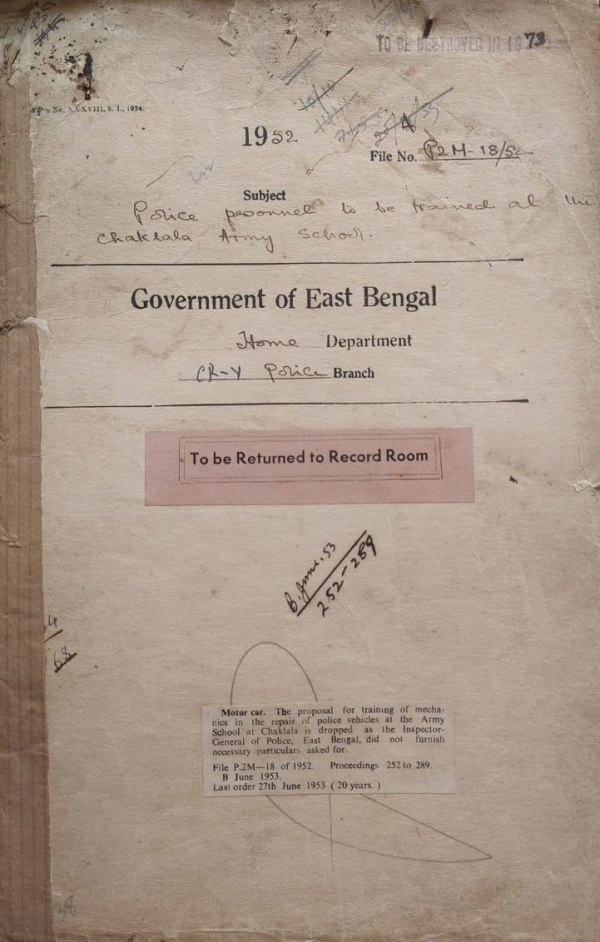 TO BE DESTROYED IN 1973
No. XXXVIII, S. I., 1924.
1952
File No. P2M-18/52
Subject
Police personnel to be trained at the
Chaklala Army School.
Government of East Bengal
Home Department
CR-V Police Branch
To be Returned to Record Room
B. June. 53
252-289
68
Motor car. The proposal for training of mecha-
nics in the repair of police vehicles at the Army
School at Chaklala is dropped as the Inspector-
General of Police, East Bengal, did not furnish
necessary particulars asked for.
File P.2M—18 of 1952. Proceedings 252 to 289.
B June 1953.
Last order 27th June 1953 ( 20 years. )